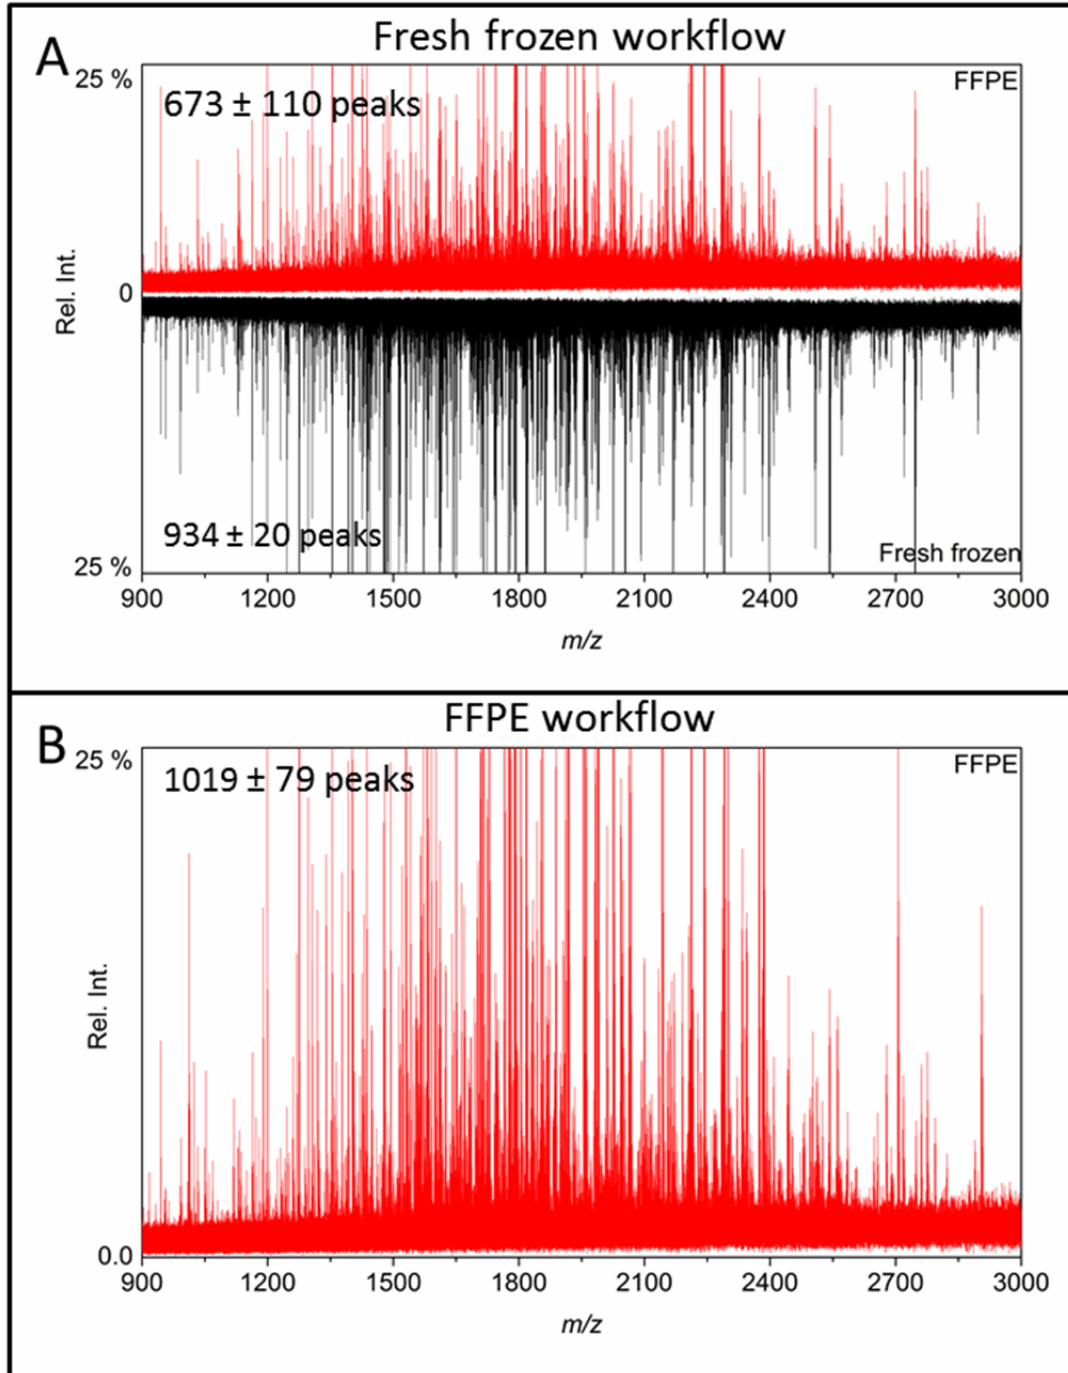 A
Fresh frozen workflow
25 %
FFPE
673 ± 110 peaks
Rel. Int.
0
934 ± 20 peaks
Fresh frozen
25 %
900 1200 1500 1800 2100 2400 2700 3000
m/z
B
FFPE workflow
25 %
FFPE
1019 ± 79 peaks
Rel. Int.
0.0
900 1200 1500 1800 2100 2400 2700 3000
m/z